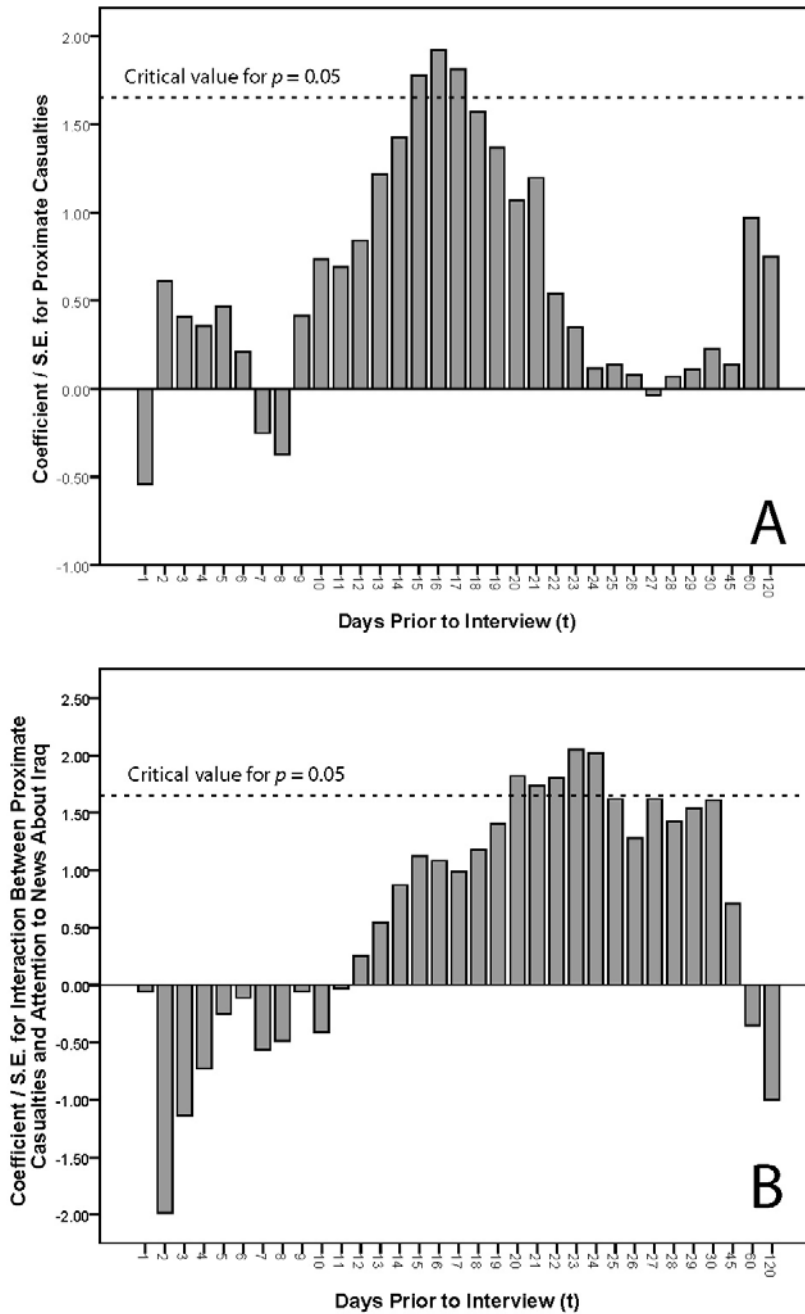 2.00
Critical value for p = 0.05
1.50
1.00
0.50
0.00
-0.50
-1.00
Coefficient / S.E. for Proximate Casualties
A
1 2 3 4 5 6 7 8 9 10 11 12 13 14 15 16 17 18 19 20 21 22 23 24 25 26 27 28 29 30 45 60 120
Days Prior to Interview (t)
2.50
2.00
Critical value for p = 0.05
1.50
1.00
0.50
0.00
-0.50
-1.00
-1.50
-2.00
Coefficient / S.E. for Interaction Between Proximate
Casualties and Attention to News About Iraq
B
1 2 3 4 5 6 7 8 9 10 11 12 13 14 15 16 17 18 19 20 21 22 23 24 25 26 27 28 29 30 45 60 120
Days Prior to Interview (t)